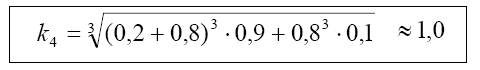 k₄ = ∛((0,2 + 0,8)³ · 0,9 + 0,8³ · 0,1) ≈ 1,0